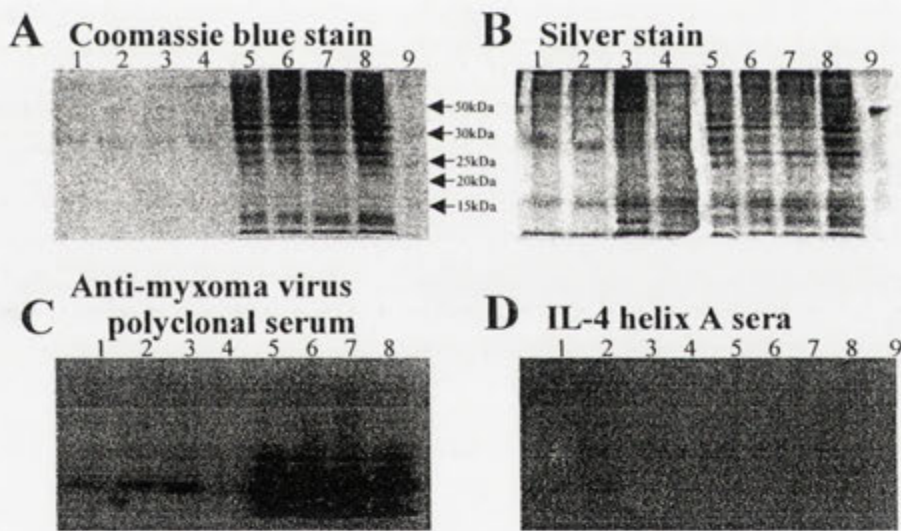 A Coomassie blue stain
1 2 3 4 5 6 7 8 9
50kDa
30kDa
25kDa
20kDa
15kDa
B Silver stain
1 2 3 4 5 6 7 8 9
C Anti-myxoma virus
polyclonal serum
1 2 3 4 5 6 7 8
D IL-4 helix A sera
1 2 3 4 5 6 7 8 9